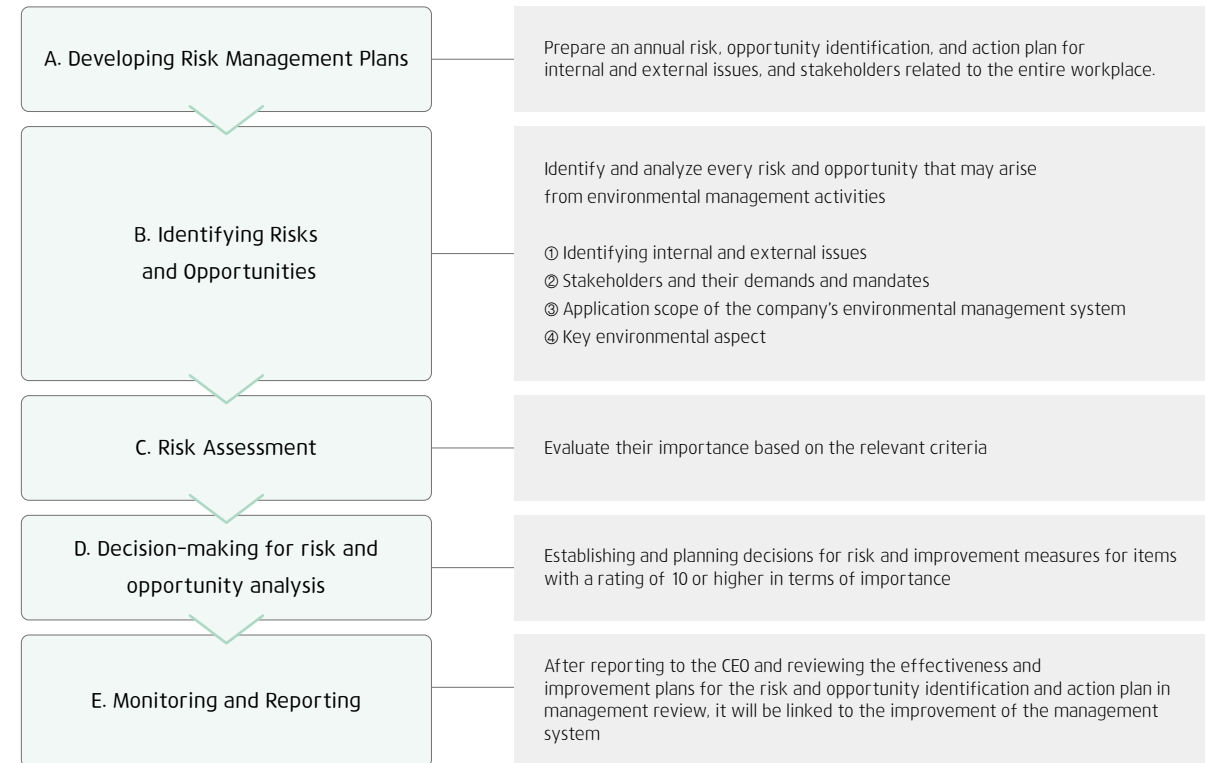 A. Developing Risk Management Plans
Prepare an annual risk, opportunity identification, and action plan for
internal and external issues, and stakeholders related to the entire workplace.
B. Identifying Risks
and Opportunities
Identify and analyze every risk and opportunity that may arise
from environmental management activities
① Identifying internal and external issues
② Stakeholders and their demands and mandates
③ Application scope of the company's environmental management system
④ Key environmental aspect
C. Risk Assessment
Evaluate their importance based on the relevant criteria
D. Decision-making for risk and
opportunity analysis
Establishing and planning decisions for risk and improvement measures for items
with a rating of 10 or higher in terms of importance
E. Monitoring and Reporting
After reporting to the CEO and reviewing the effectiveness and
improvement plans for the risk and opportunity identification and action plan in
management review, it will be linked to the improvement of the management
system